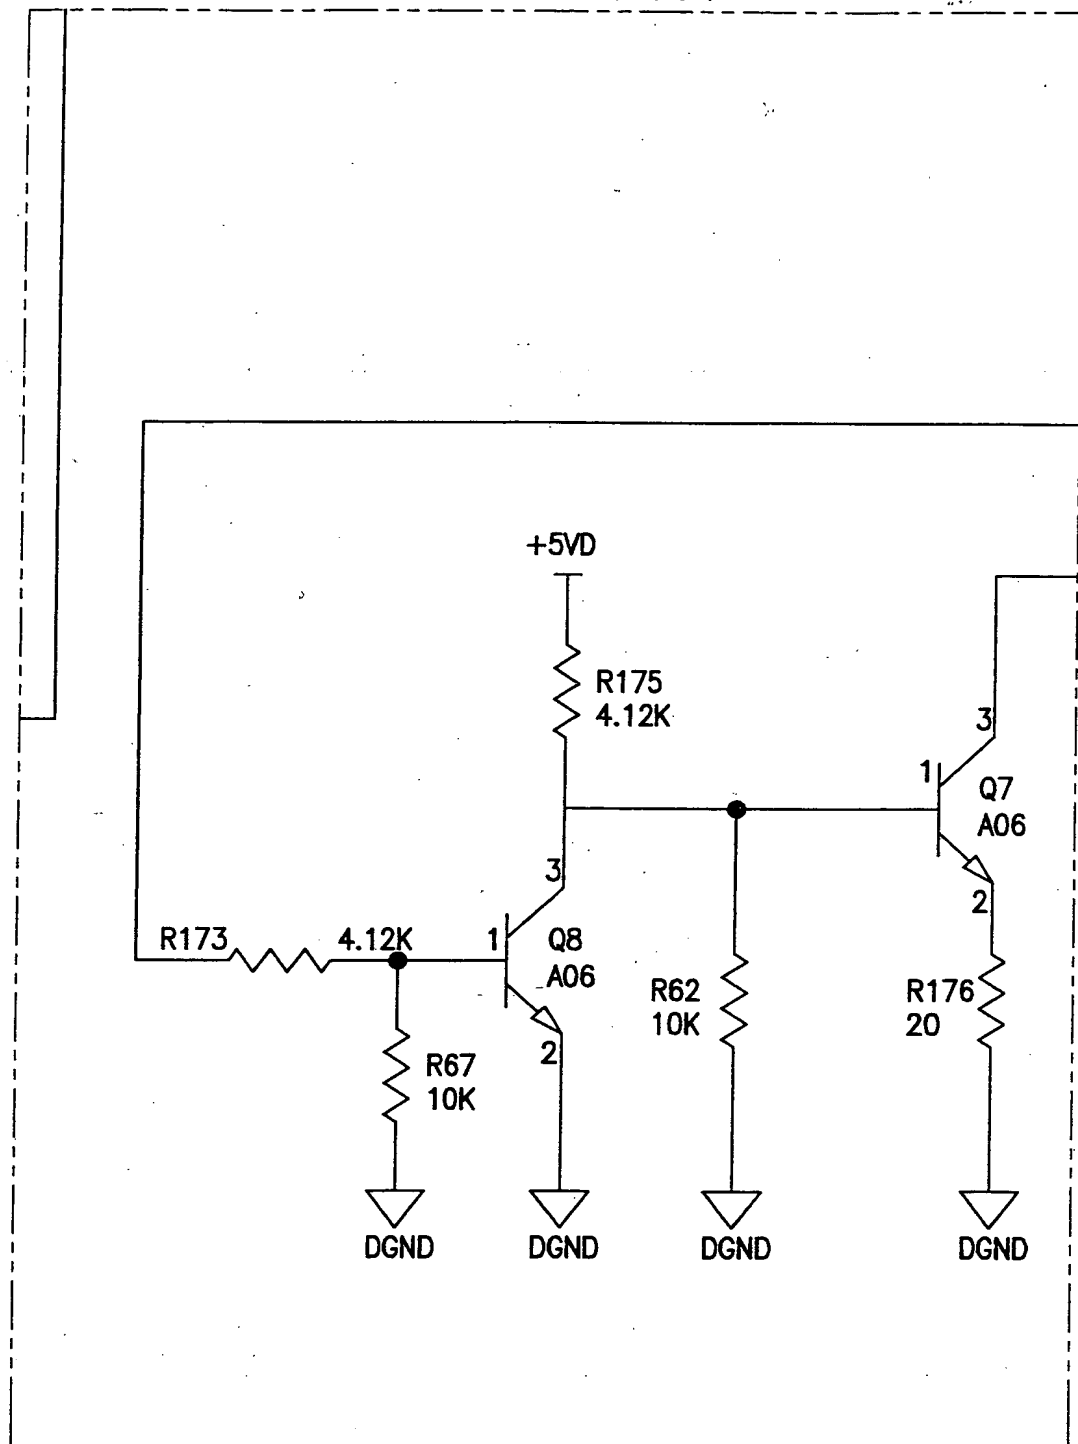 +5VD
R175
4.12K
3
1
Q7
A06
2
3
R173
4.12K
1
Q8
A06
2
R62
10K
R176
20
R67
10K
DGND
DGND
DGND
DGND